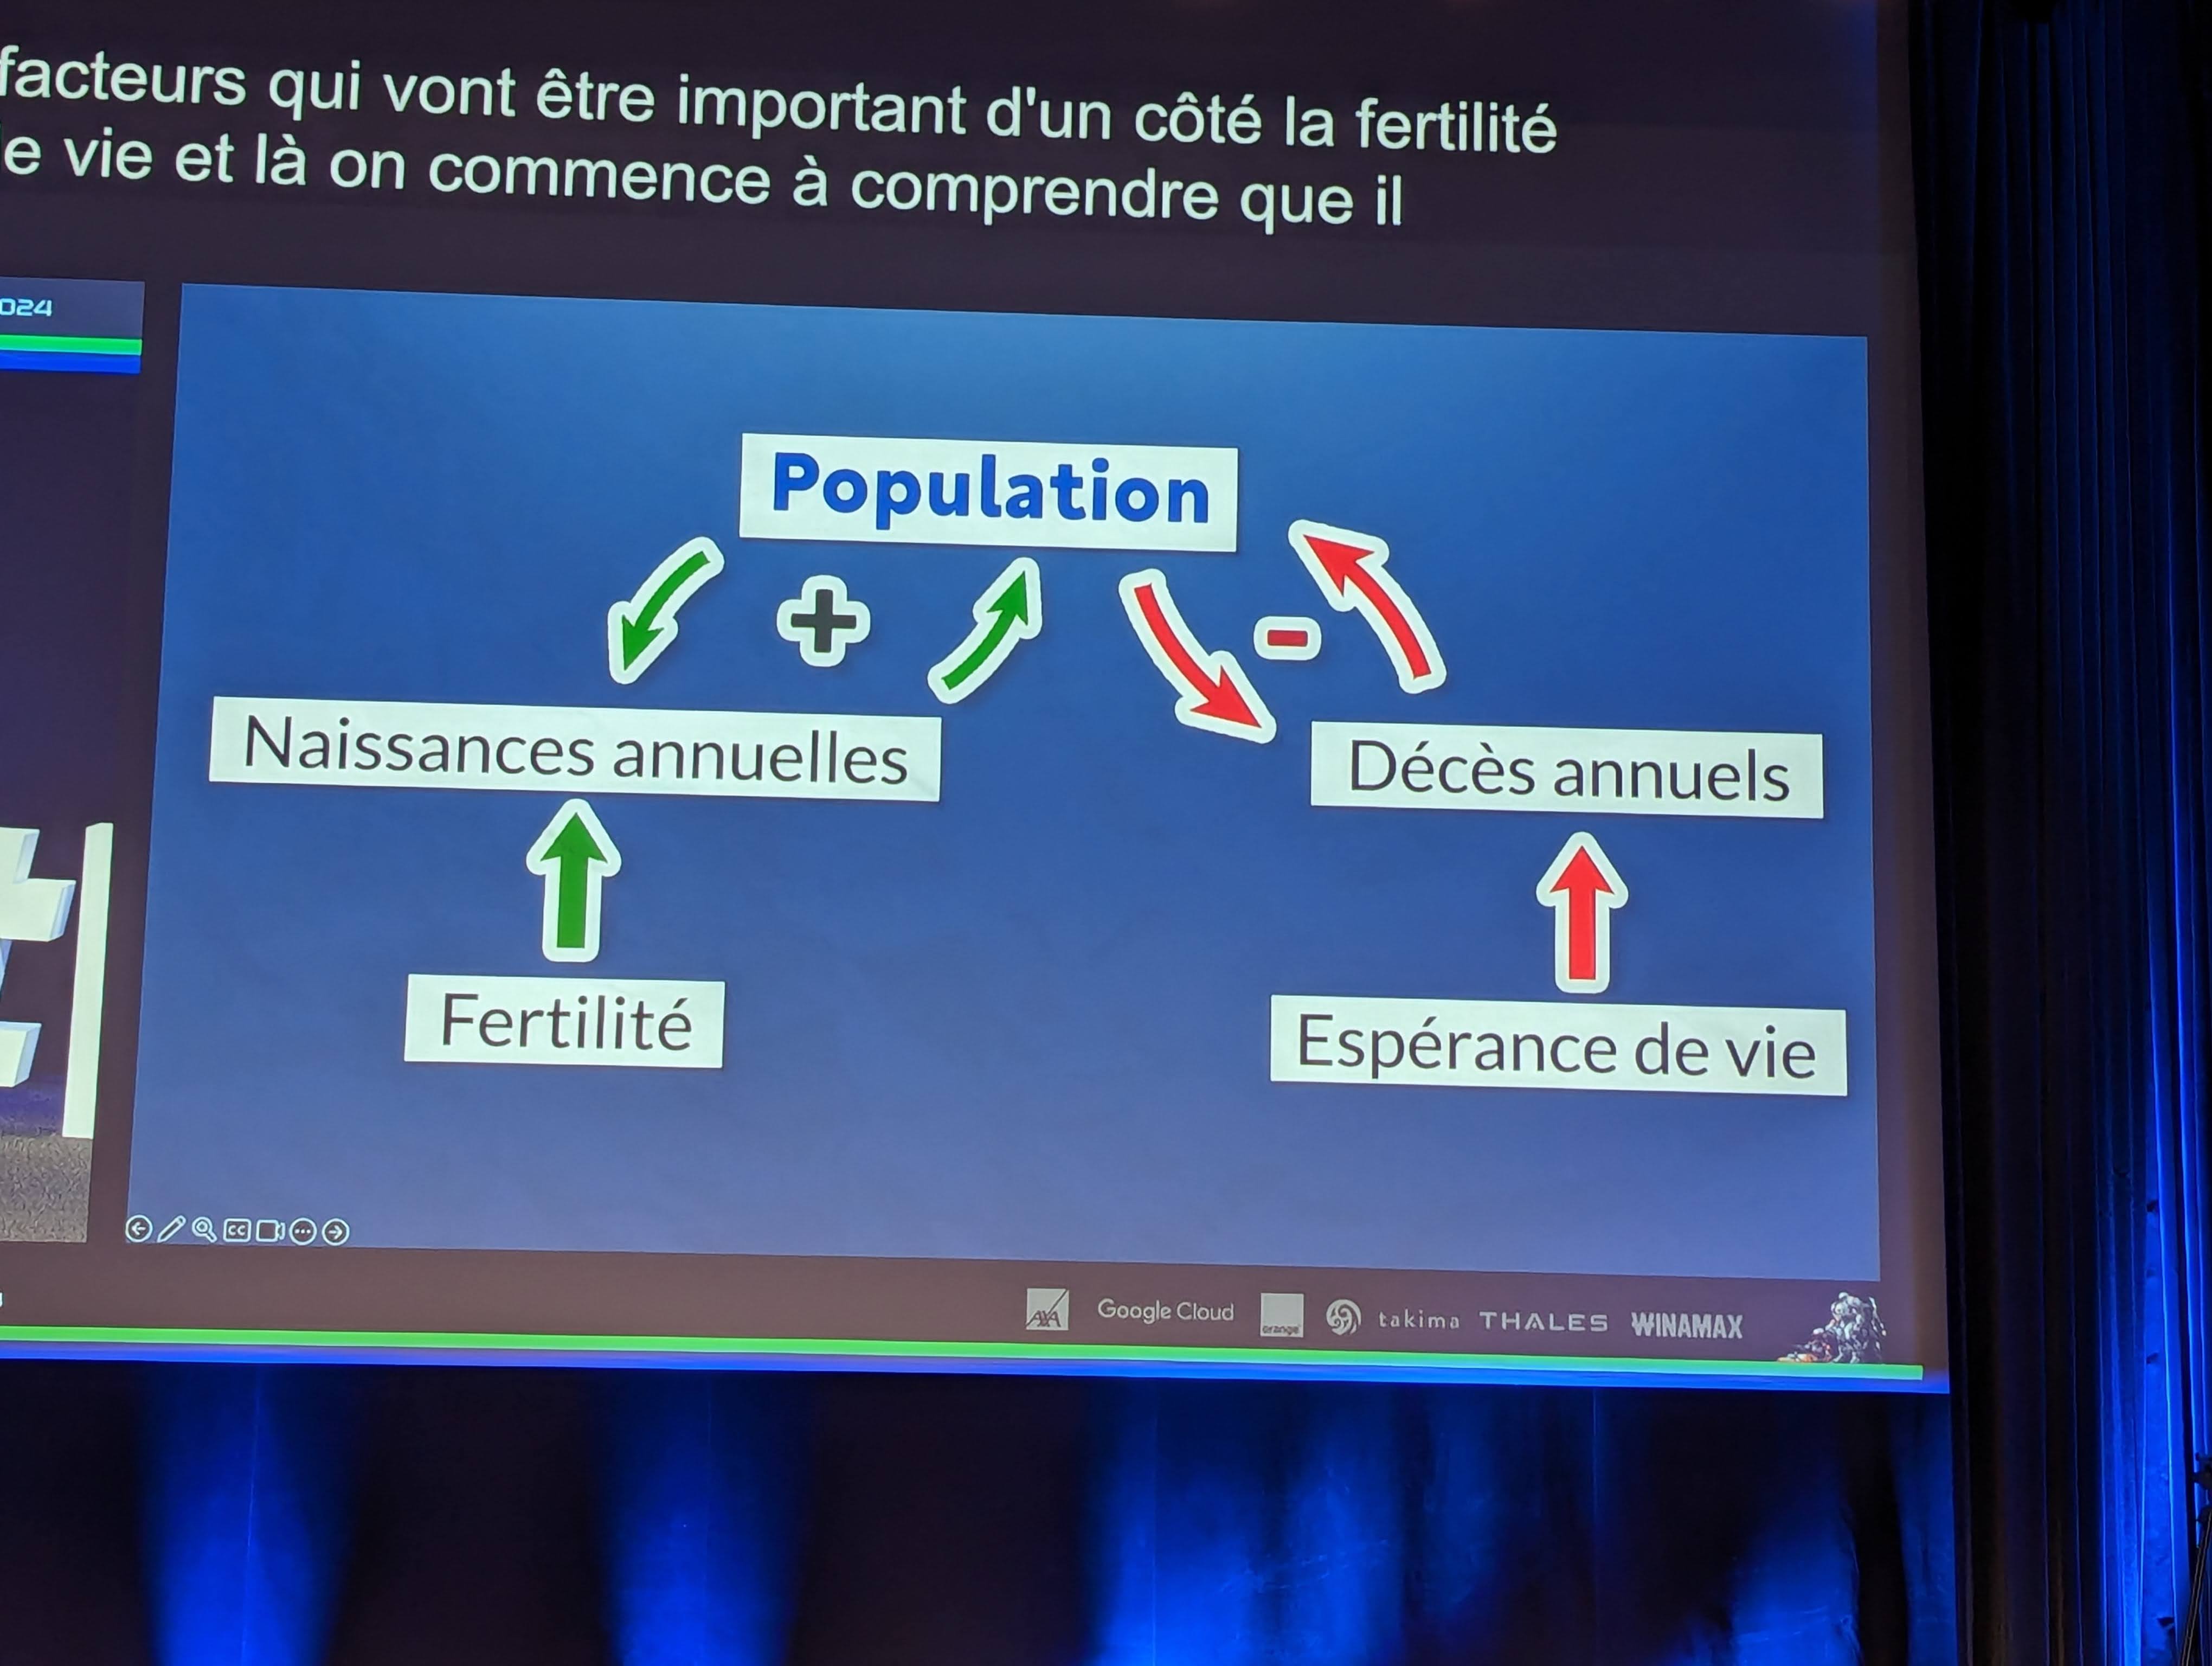 facteurs qui vont être important d'un côté la fertilité
e vie et là on commence à comprendre que il
024
Population
+
-
Naissances annuelles
Décès annuels
Fertilité
Espérance de vie
CC
AXA
Google Cloud
orange
takima
THALES
WINAMAX